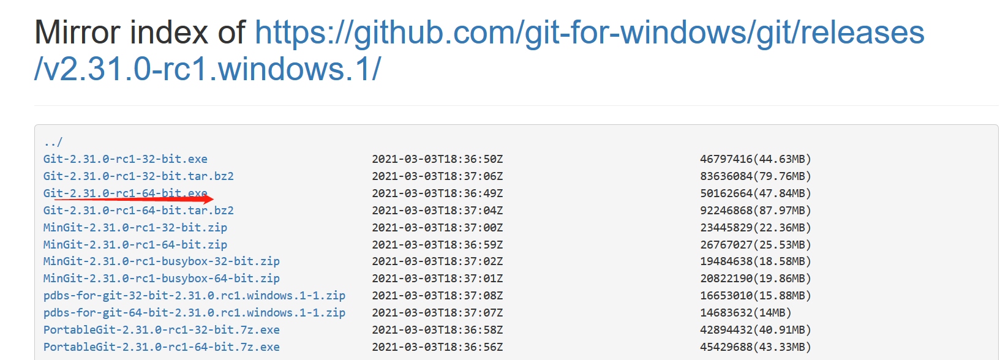 Mirror index of https://github.com/git-for-windows/git/releases
/v2.31.0-rc1.windows.1/
../
Git-2.31.0-rc1-32-bit.exe 2021-03-03T18:36:50Z 46797416(44.63MB)
Git-2.31.0-rc1-32-bit.tar.bz2 2021-03-03T18:37:06Z 83636084(79.76MB)
Git-2.31.0-rc1-64-bit.exe 2021-03-03T18:36:49Z 50162664(47.84MB)
Git-2.31.0-rc1-64-bit.tar.bz2 2021-03-03T18:37:04Z 92246868(87.97MB)
MinGit-2.31.0-rc1-32-bit.zip 2021-03-03T18:37:00Z 23445829(22.36MB)
MinGit-2.31.0-rc1-64-bit.zip 2021-03-03T18:36:59Z 26767027(25.53MB)
MinGit-2.31.0-rc1-busybox-32-bit.zip 2021-03-03T18:37:02Z 19484638(18.58MB)
MinGit-2.31.0-rc1-busybox-64-bit.zip 2021-03-03T18:37:01Z 20822190(19.86MB)
pdbs-for-git-32-bit-2.31.0.rc1.windows.1-1.zip 2021-03-03T18:37:08Z 16653010(15.88MB)
pdbs-for-git-64-bit-2.31.0.rc1.windows.1-1.zip 2021-03-03T18:37:07Z 14683632(14MB)
PortableGit-2.31.0-rc1-32-bit.7z.exe 2021-03-03T18:36:58Z 42894432(40.91MB)
PortableGit-2.31.0-rc1-64-bit.7z.exe 2021-03-03T18:36:56Z 45429688(43.33MB)